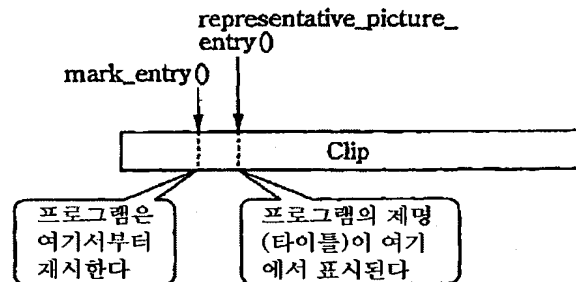 representative_picture_
entry()
mark_entry()
Clip
프로그램은
여기서부터
재시한다
프로그램의 제명
(타이틀)이 여기
에서 표시된다